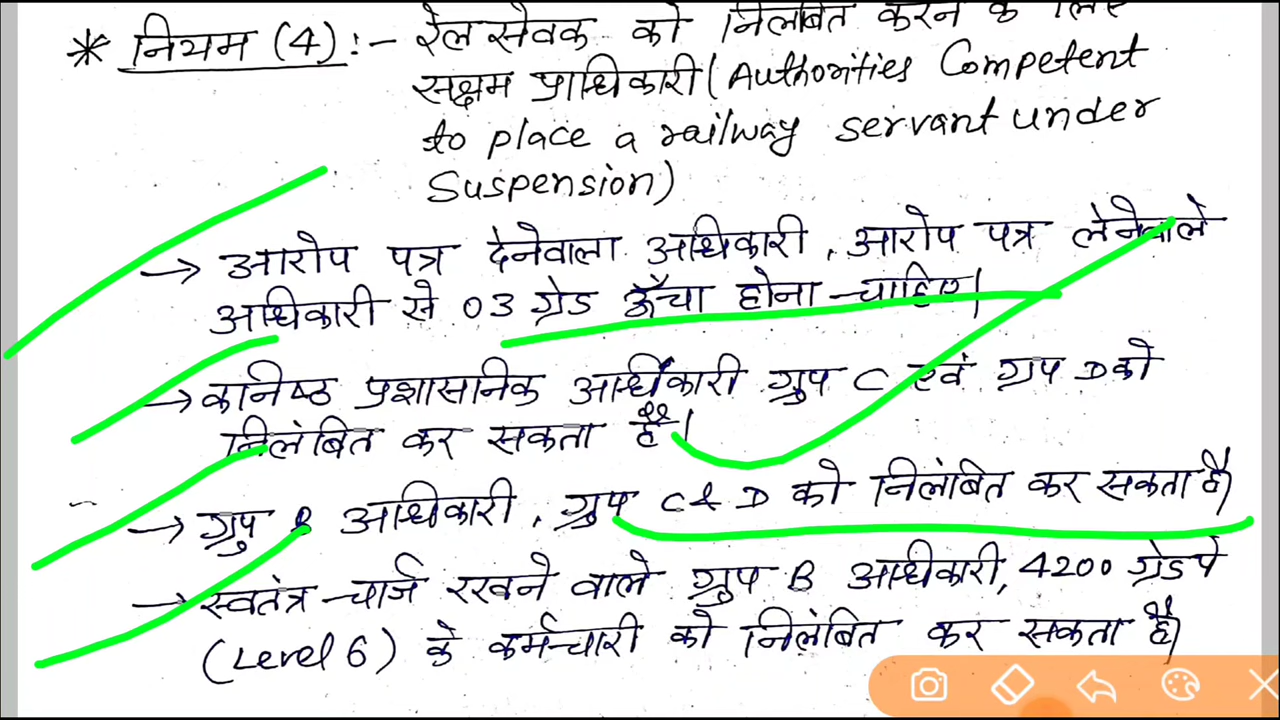 * नियम (4) :- रेल सेवक को निलंबित करने के लिए
सक्षम प्राधिकारी (Authorities Competent
to place a railway servant under
Suspension)
→ आरोप पत्र देनेवाला अधिकारी, आरोप पत्र लेनेवाले
अधिकारी से 03 ग्रेड ऊँचा होना चाहिए।
→ कनिष्ठ प्रशासनिक अधिकारी ग्रुप C एवं ग्रुप D को
निलंबित कर सकता है।
→ ग्रुप B अधिकारी, ग्रुप C & D को निलंबित कर सकता है।
→ स्वतंत्र चार्ज रखने वाले ग्रुप B अधिकारी, 4200 ग्रेड पे
(Level 6) के कर्मचारी को निलंबित कर सकता है।